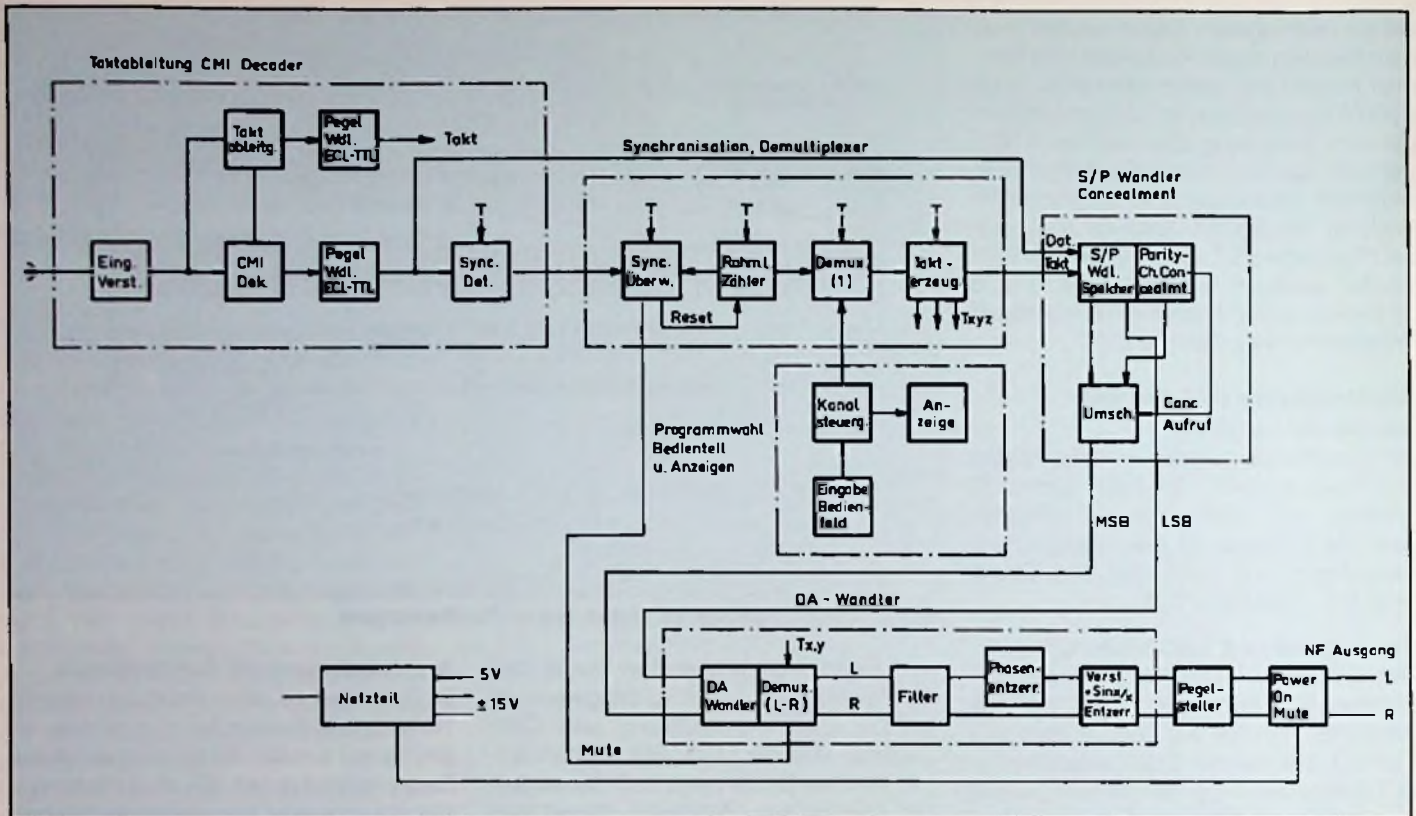 Taktableitung CMI Decoder
Takt
ableitg.
Pegel
Wdl.
ECL-TTL
Takt
Eing.
Verst.
CMI
Dek.
Pegel
Wdl.
ECL-TTL
T
Sync.
Det.
Synchronisation, Demultiplexer
T
Sync.
Überw.
T
Rahm.
Zähler
T
Demux.
(1)
T
Takt-
erzeug.
Reset
Txyz
S/P Wandler
Concealment
Dat.
Takt
S/P
Wdl.
Speicher
Parity-
Ch.Con
cealmt.
Umsch.
Conc
Aufruf
MSB
LSB
Programmwahl
Bedienteil
u. Anzeigen
Kanal
steuerg.
An-
zeige
Eingabe
Bedien-
feld
DA - Wandler
Tx,y
DA
Wandler
Demux.
(L-R)
L
R
Filter
Phasen-
entzerr.
Verst.
+Sinx/x
Entzerr.
Pegel-
steller
NF Ausgang
Power
On
Mute
L
R
Mute
Netzteil
5V
±15V